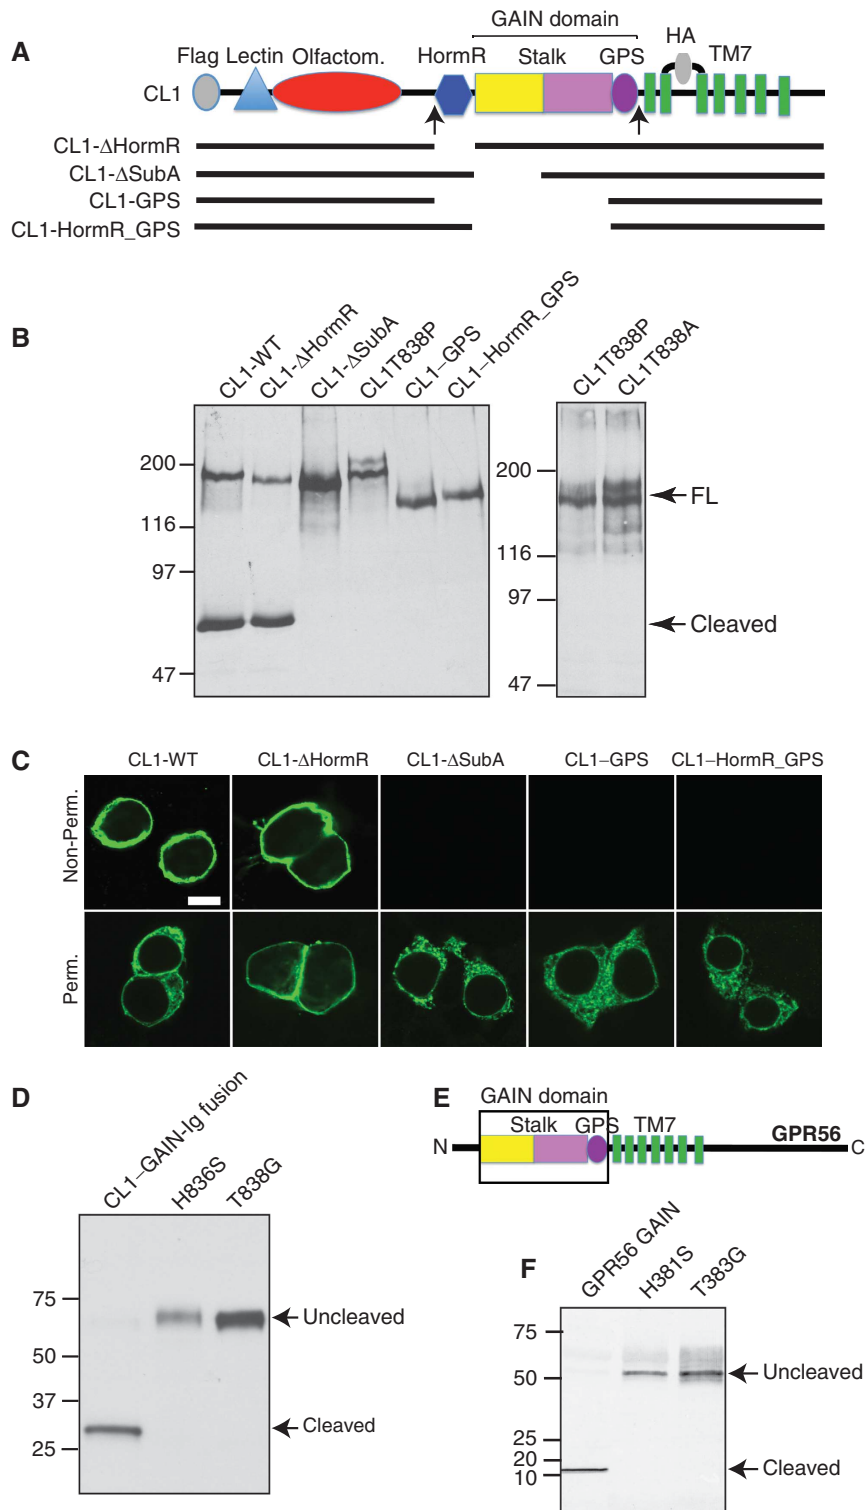 A
GAIN domain
Flag Lectin Olfactom. HormR Stalk GPS HA TM7
CL1
CL1-ΔHormR
CL1-ΔSubA
CL1-GPS
CL1-HormR_GPS
B
CL1-WT
CL1-ΔHormR
CL1-ΔSubA
CL1T838P
CL1–GPS
CL1–HormR_GPS
200
116
97
47
CL1T838P
CL1T838A
200
116
97
47
FL
Cleaved
C
CL1-WT CL1-ΔHormR CL1-ΔSubA CL1–GPS CL1–HormR_GPS
Non-Perm.
Perm.
D
CL1–GAIN-Ig fusion
H836S
T838G
75
50
37
25
Uncleaved
Cleaved
E
GAIN domain
Stalk GPS TM7 GPR56
N C
F
GPR56 GAIN
H381S
T383G
75
50
25
20
10
Uncleaved
Cleaved